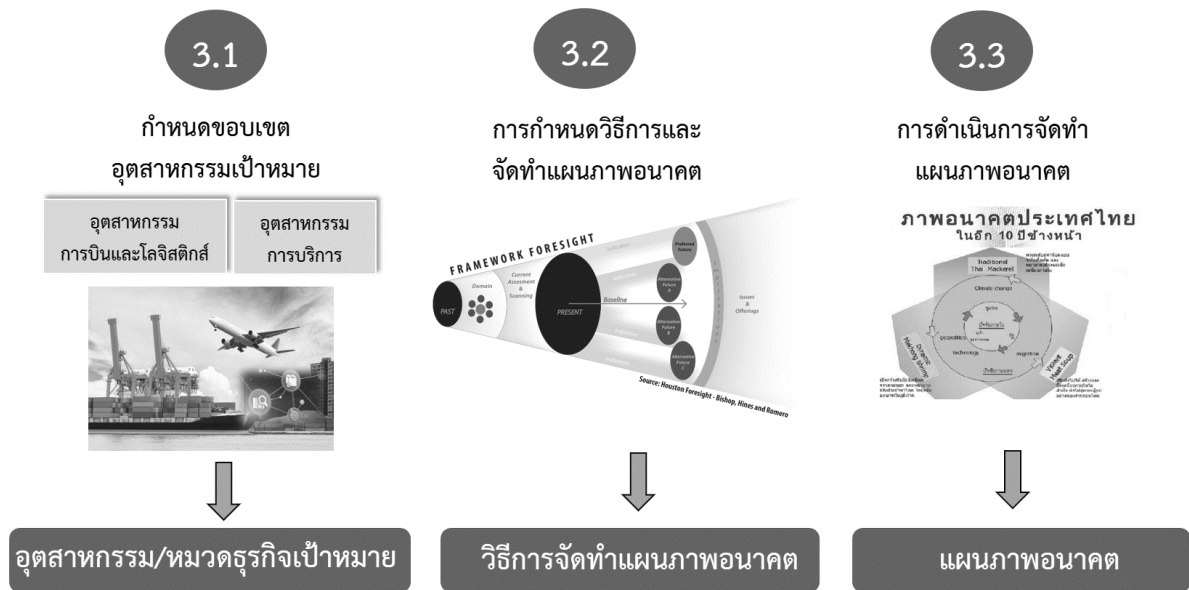 3.1
กำหนดขอบเขต
อุตสาหกรรมเป้าหมาย
อุตสาหกรรม
การบินและโลจิสติกส์
อุตสาหกรรม
การบริการ
อุตสาหกรรม/หมวดธุรกิจเป้าหมาย
3.2
การกำหนดวิธีการและ
จัดทำแผนภาพอนาคต
FRAMEWORK FORESIGHT
PAST
Domain
Current
Assessment
&
Scanning
PRESENT
Baseline
Indicators
Indicators
Indicators
Indicators
Preferred
Future
Alternative
Future
A
Alternative
Future
B
Alternative
Future
C
Issues
&
Offerings
Source: Houston Foresight - Bishop, Hines and Romero
วิธีการจัดทำแผนภาพอนาคต
3.3
การดำเนินการจัดทำ
แผนภาพอนาคต
ภาพอนาคตประเทศไทย
ในอีก 10 ปีข้างหน้า
Traditional
Thai Mackerel
Climate change
geopolitics
technology
migration
Dynamic
Mekhong Shrimp
Violent
Heat Soup
แผนภาพอนาคต